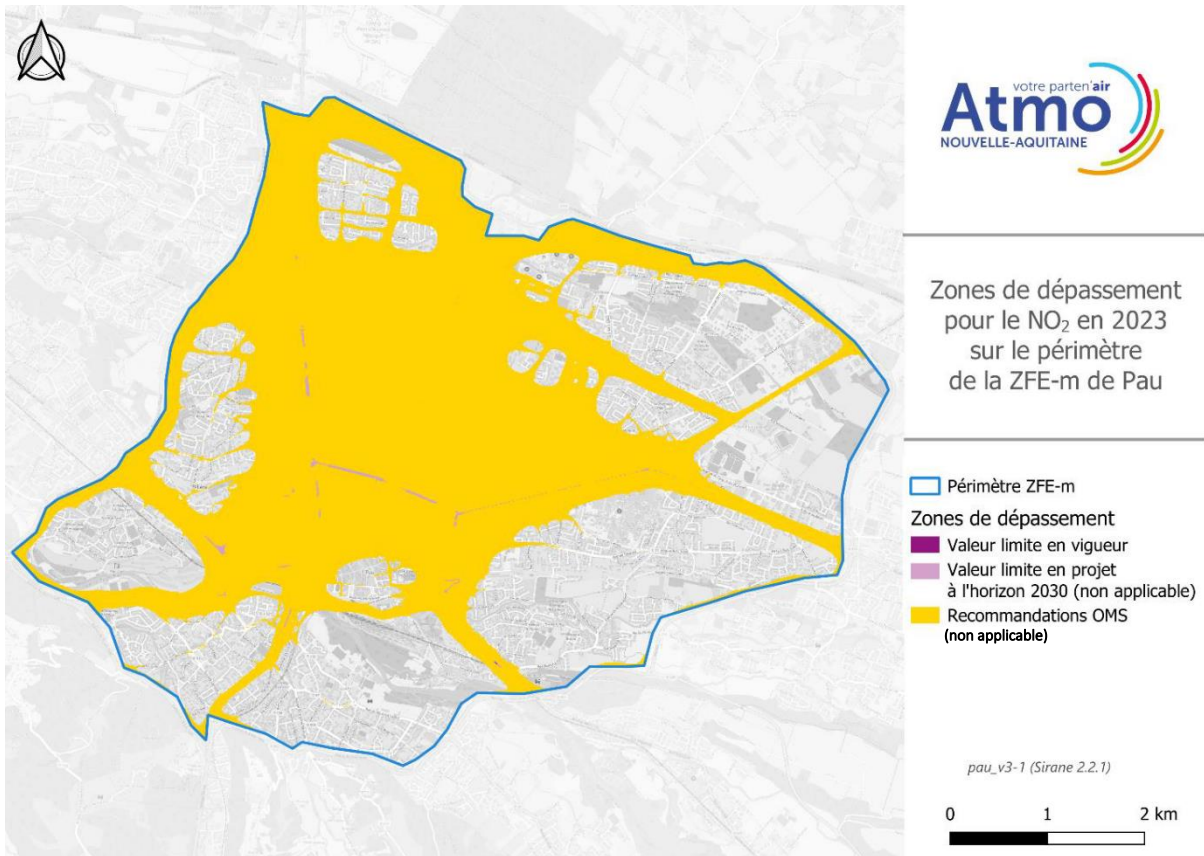 votre parten'air
Atmo
NOUVELLE-AQUITAINE
Zones de dépassement
pour le NO₂ en 2023
sur le périmètre
de la ZFE-m de Pau
Périmètre ZFE-m
Zones de dépassement
Valeur limite en vigueur
Valeur limite en projet
à l'horizon 2030 (non applicable)
Recommandations OMS
(non applicable)
pau_v3-1 (Sirane 2.2.1)
0 1 2 km